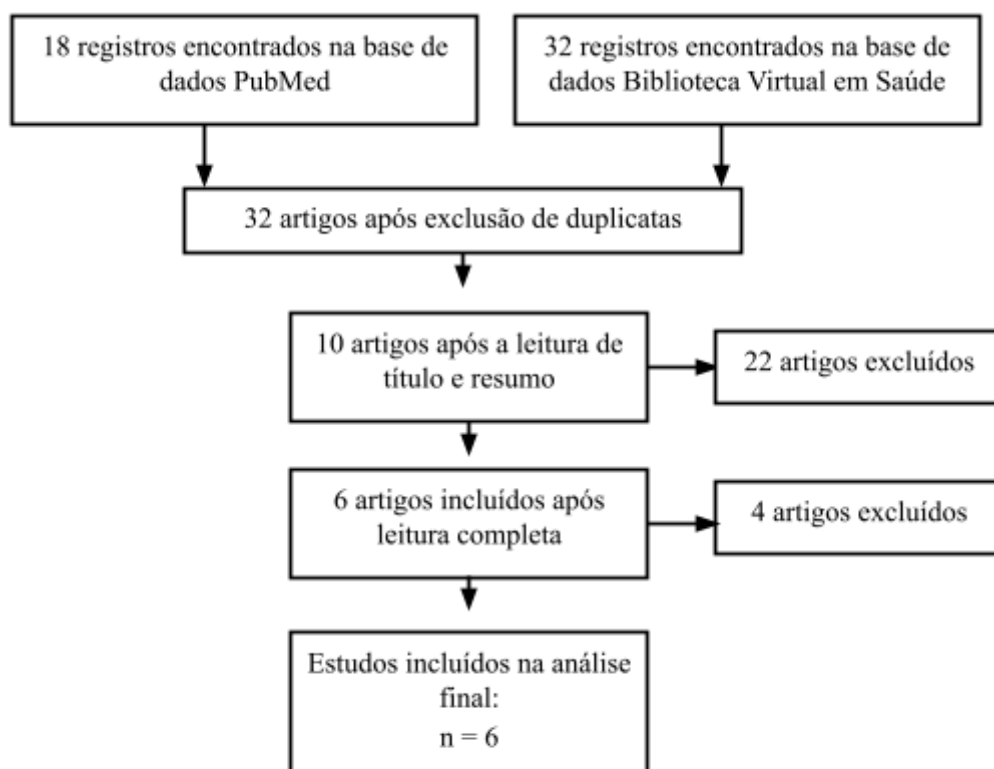 18 registros encontrados na base de
dados PubMed
32 registros encontrados na base de
dados Biblioteca Virtual em Saúde
32 artigos após exclusão de duplicatas
10 artigos após a leitura de
título e resumo
22 artigos excluídos
6 artigos incluídos após
leitura completa
4 artigos excluídos
Estudos incluídos na análise
final:
n = 6